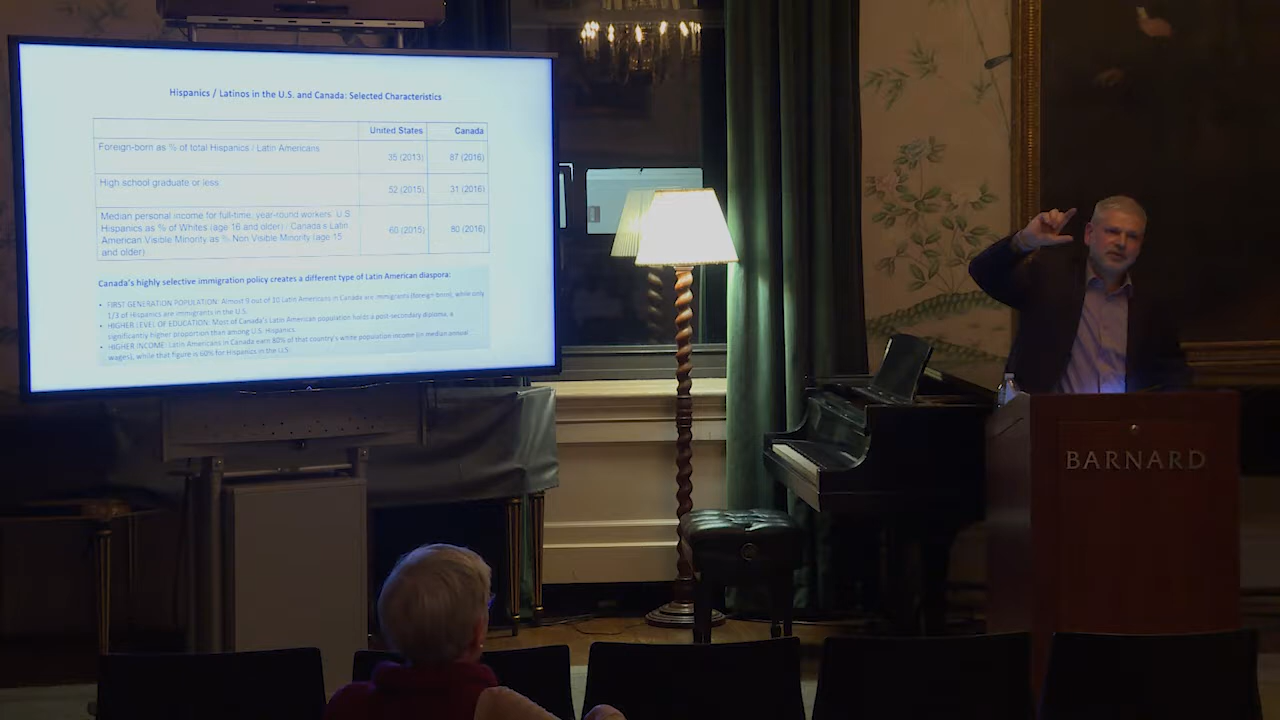 Hispanics / Latinos in the U.S. and Canada: Selected Characteristics
United States Canada
Foreign-born as % of total Hispanics / Latin Americans 35 (2013) 87 (2016)
High school graduate or less 52 (2015) 31 (2016)
Median personal income for full-time, year-round workers: U.S.
Hispanics as % of Whites (age 16 and older) / Canada's Latin
American Visible Minority as % Non Visible Minority (age 15
and older) 60 (2015) 80 (2016)
Canada's highly selective immigration policy creates a different type of Latin American diaspora:
• FIRST GENERATION POPULATION: Almost 9 out of 10 Latin Americans in Canada are immigrants (foreign-born), while only
1/3 of Hispanics are immigrants in the U.S.
• HIGHER LEVEL OF EDUCATION: Most of Canada's Latin American population holds a post-secondary diploma, a
significantly higher proportion than among U.S. Hispanics.
• HIGHER INCOME: Latin Americans in Canada earn 80% of that country's white population income (in median annual
wages), while that figure is 60% for Hispanics in the U.S.
BARNARD